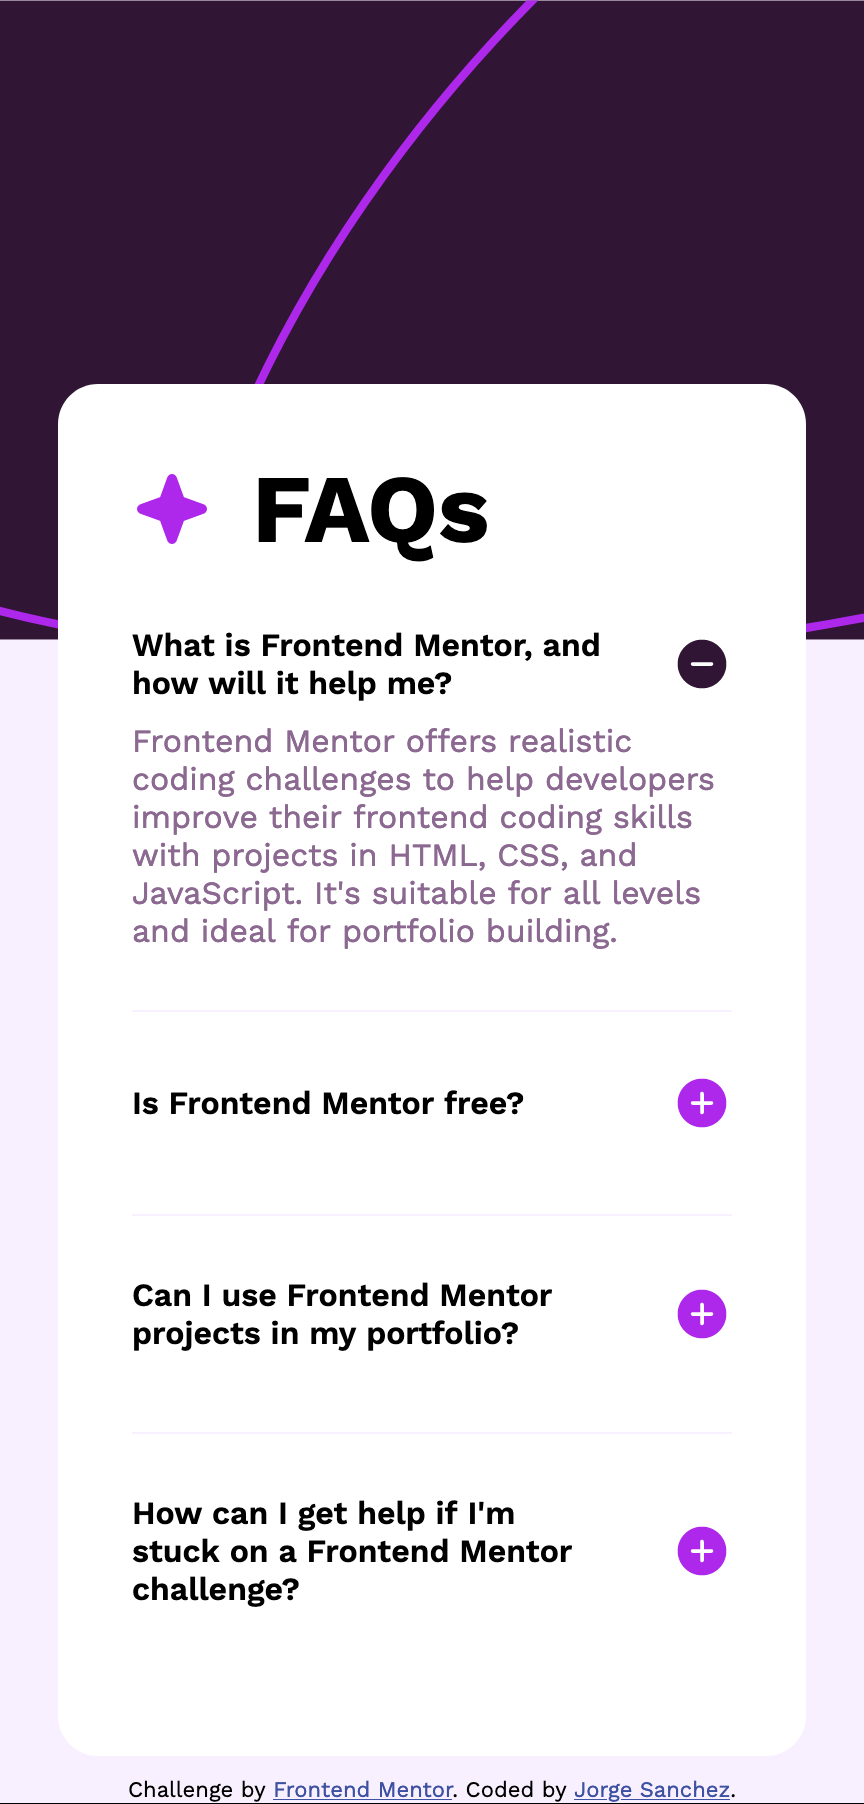 FAQs
What is Frontend Mentor, and
how will it help me?
Frontend Mentor offers realistic
coding challenges to help developers
improve their frontend coding skills
with projects in HTML, CSS, and
JavaScript. It's suitable for all levels
and ideal for portfolio building.
Is Frontend Mentor free?
Can I use Frontend Mentor
projects in my portfolio?
How can I get help if I'm
stuck on a Frontend Mentor
challenge?
Challenge by Frontend Mentor. Coded by Jorge Sanchez.